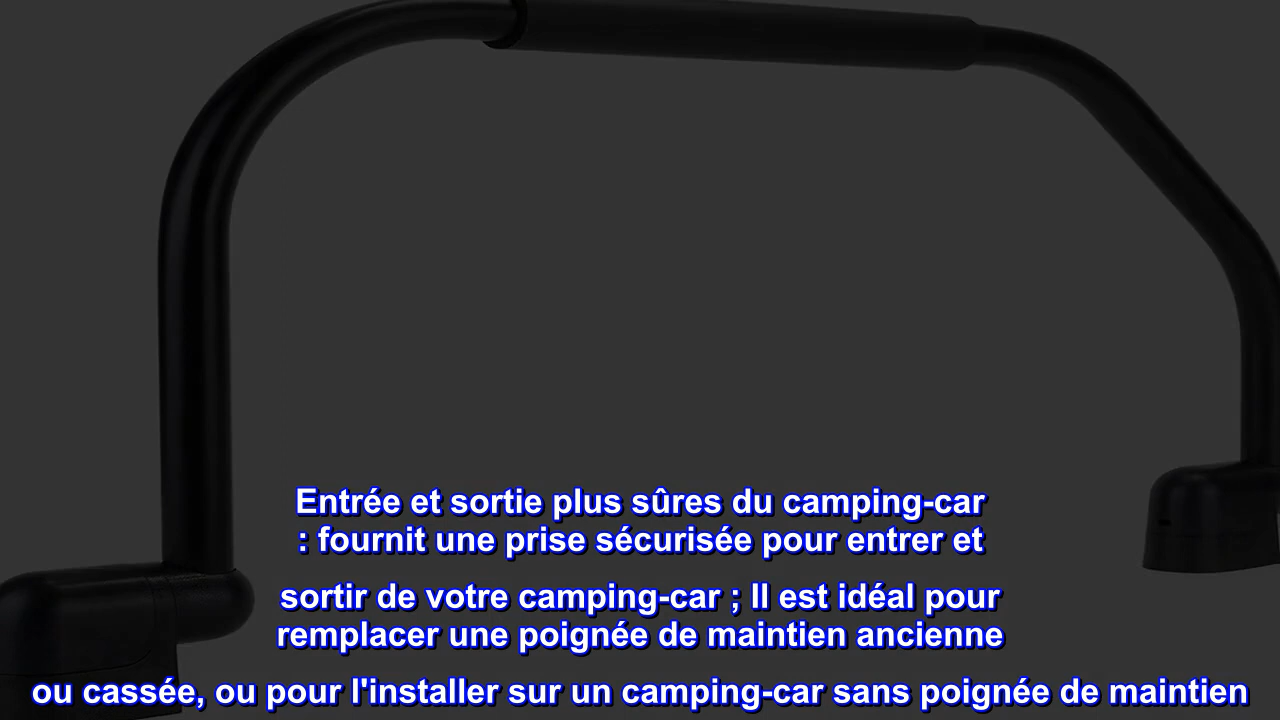 Entrée et sortie plus sûres du camping-car
: fournit une prise sécurisée pour entrer et
sortir de votre camping-car ; Il est idéal pour
remplacer une poignée de maintien ancienne
ou cassée, ou pour l'installer sur un camping-car sans poignée de maintien